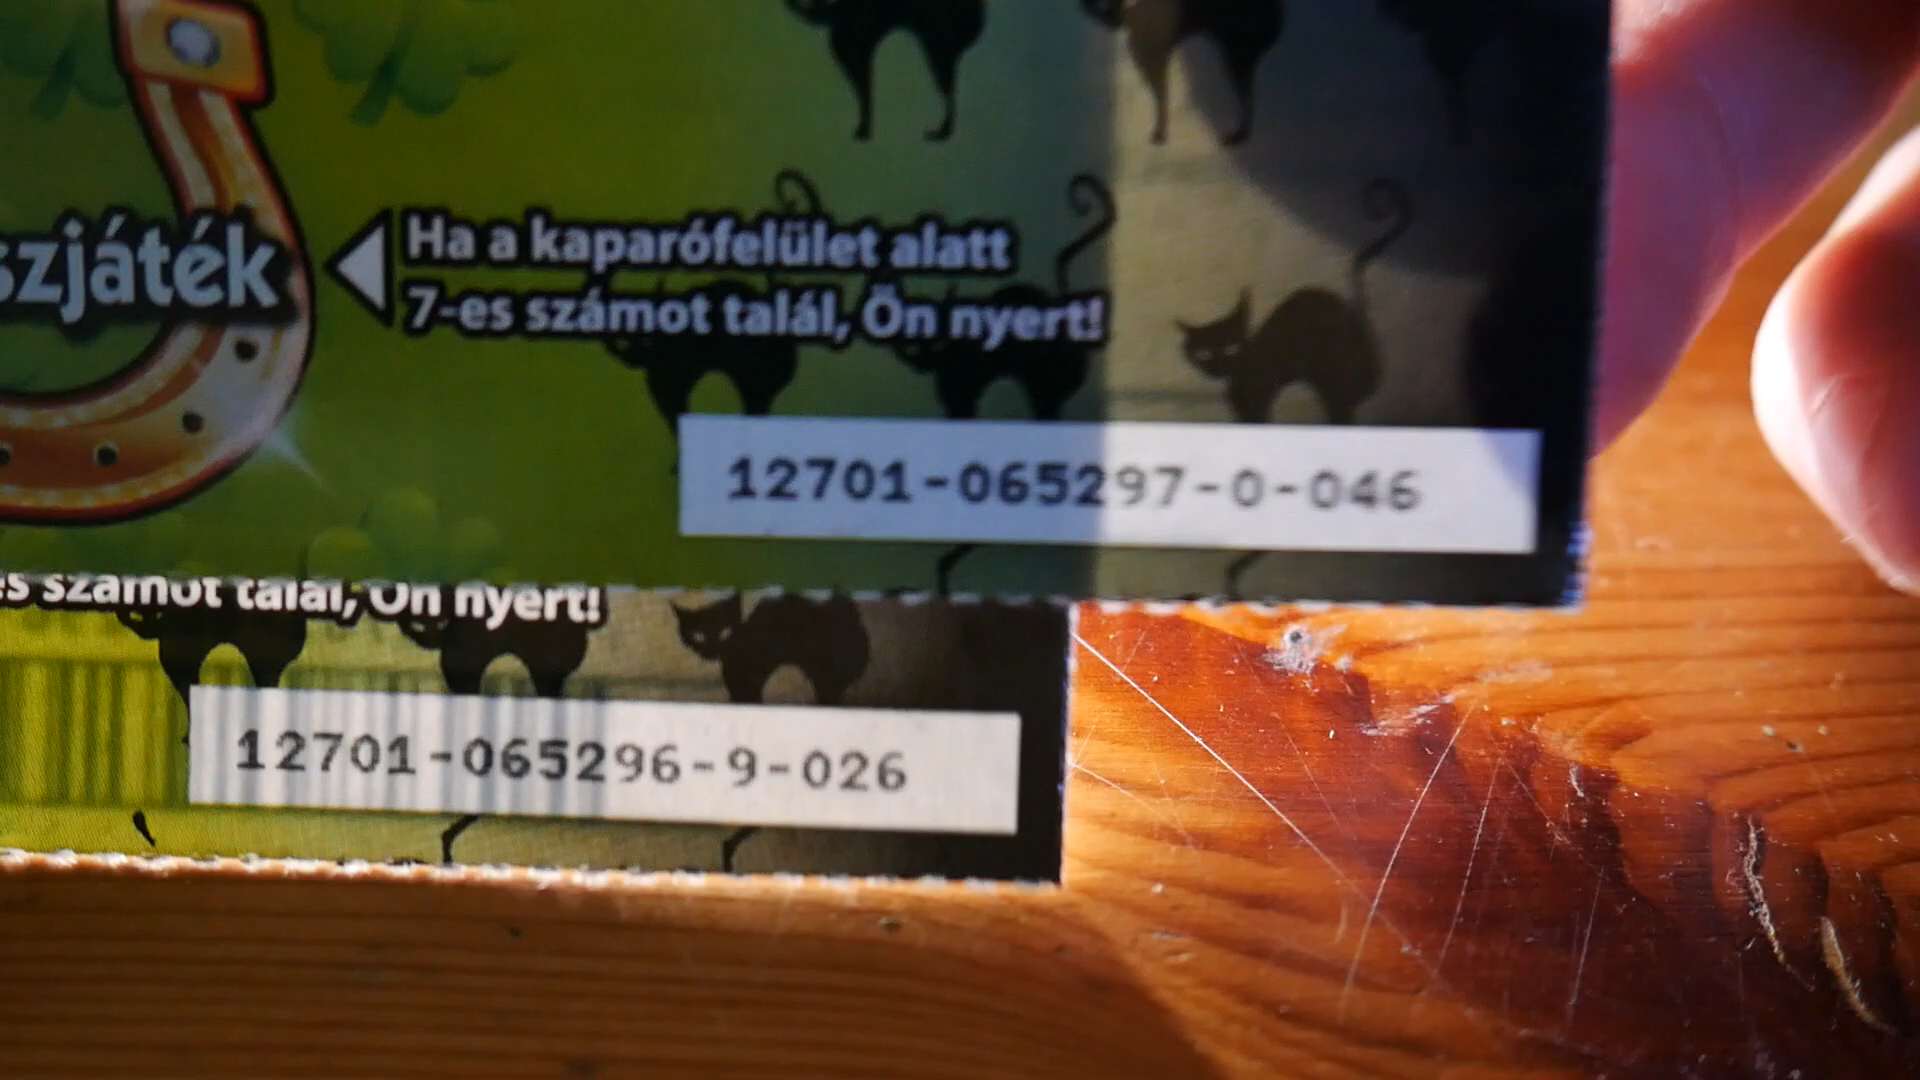 szjáték
Ha a kaparófelület alatt
7-es számot talál, Ön nyert!
12701-065297-0-046
es számot talál, Ön nyert!
12701-065296-9-026